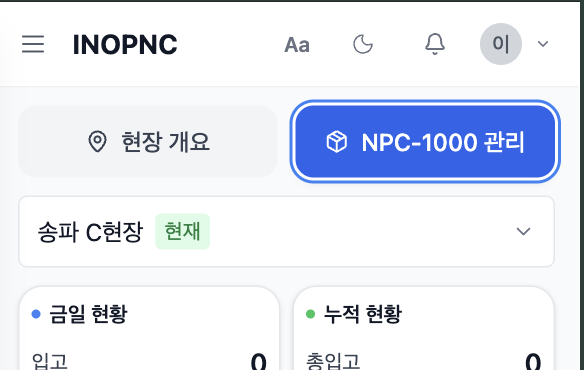 INOPNC Aa 이
현장 개요 NPC-1000 관리
송파 C현장 현재
금일 현황 누적 현황
입고 0 총입고 0